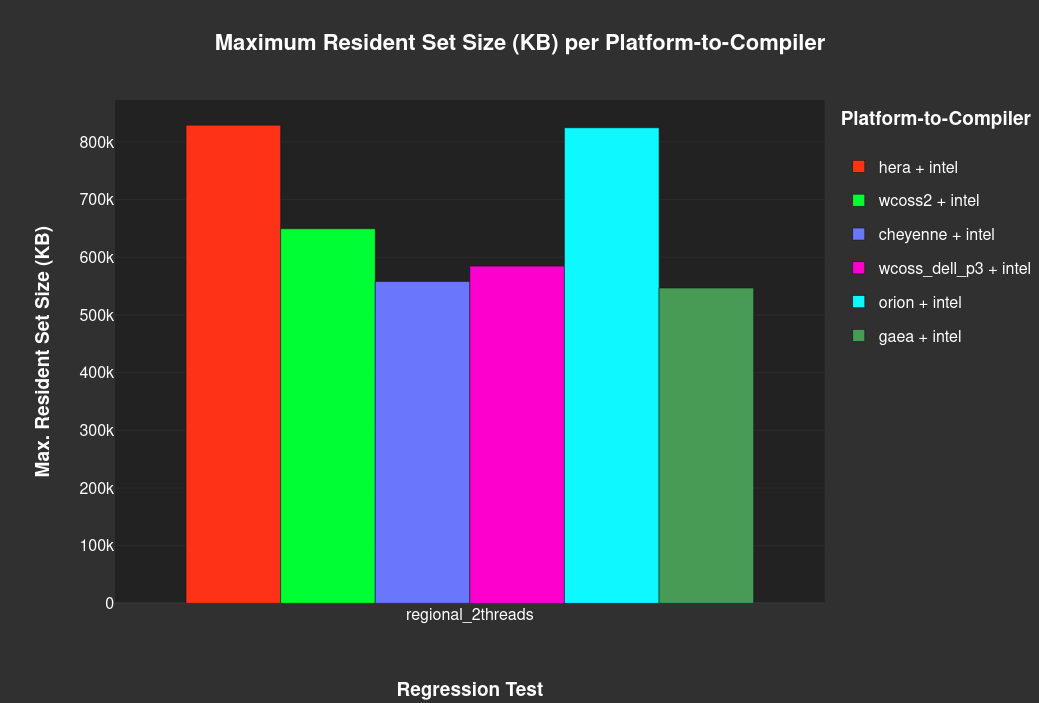 Maximum Resident Set Size (KB) per Platform-to-Compiler
Max. Resident Set Size (KB)
800k
700k
600k
500k
400k
300k
200k
100k
0
regional_2threads
Regression Test
Platform-to-Compiler
hera + intel
wcoss2 + intel
cheyenne + intel
wcoss_dell_p3 + intel
orion + intel
gaea + intel